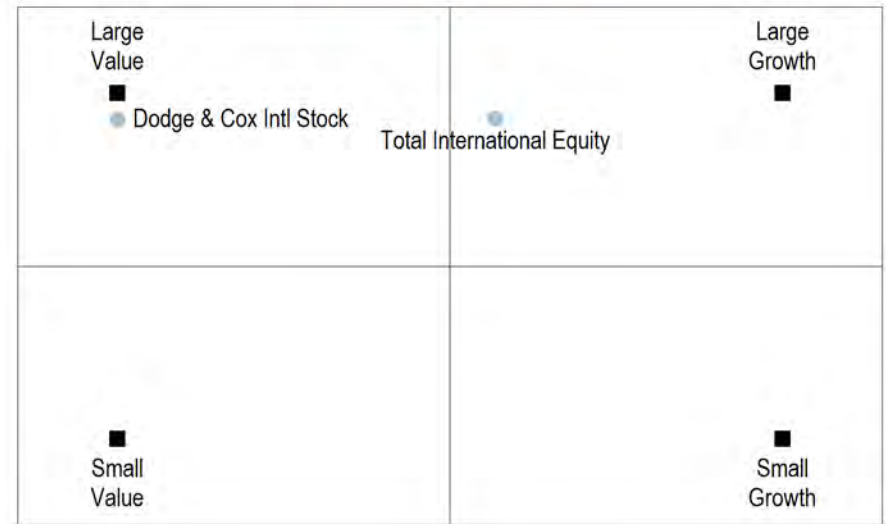 Large
Value
Large
Growth
Dodge & Cox Intl Stock
Total International Equity
Small
Value
Small
Growth